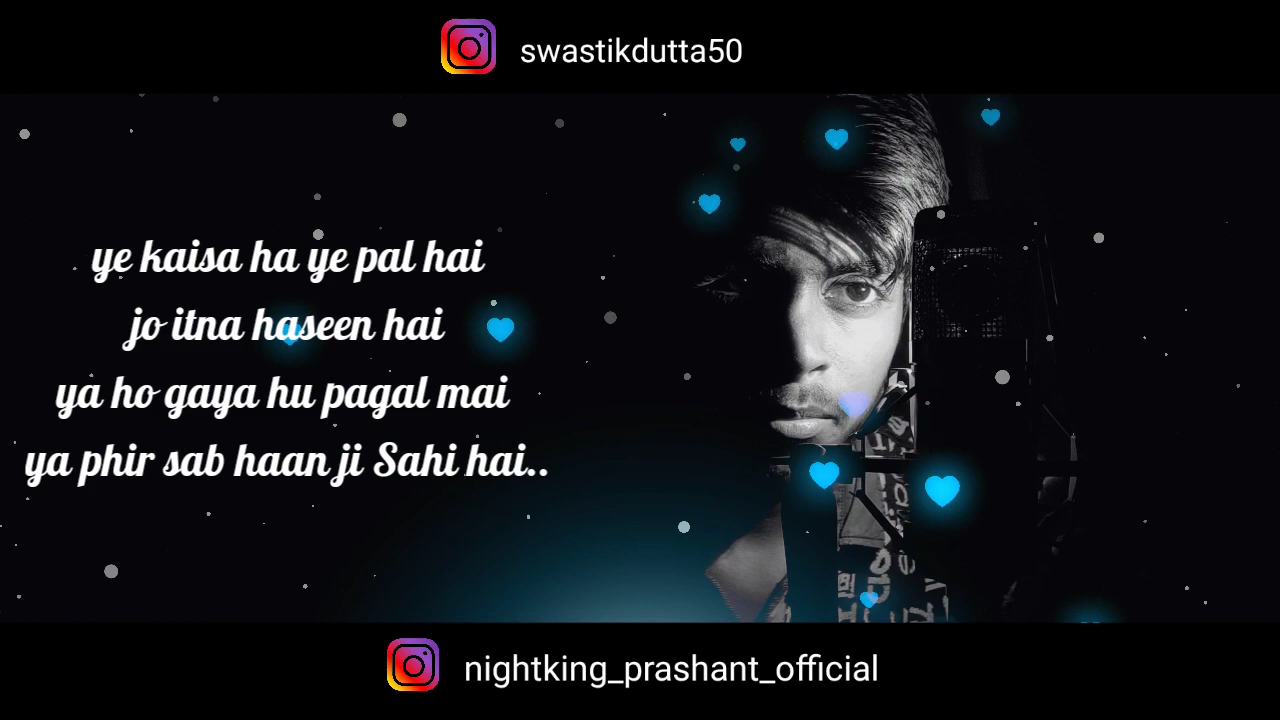 swastikdutta50
ye kaisa ha ye pal hai
jo itna haseen hai
ya ho gaya hu pagal mai
ya phir sab haan ji Sahi hai..
nightking_prashant_official